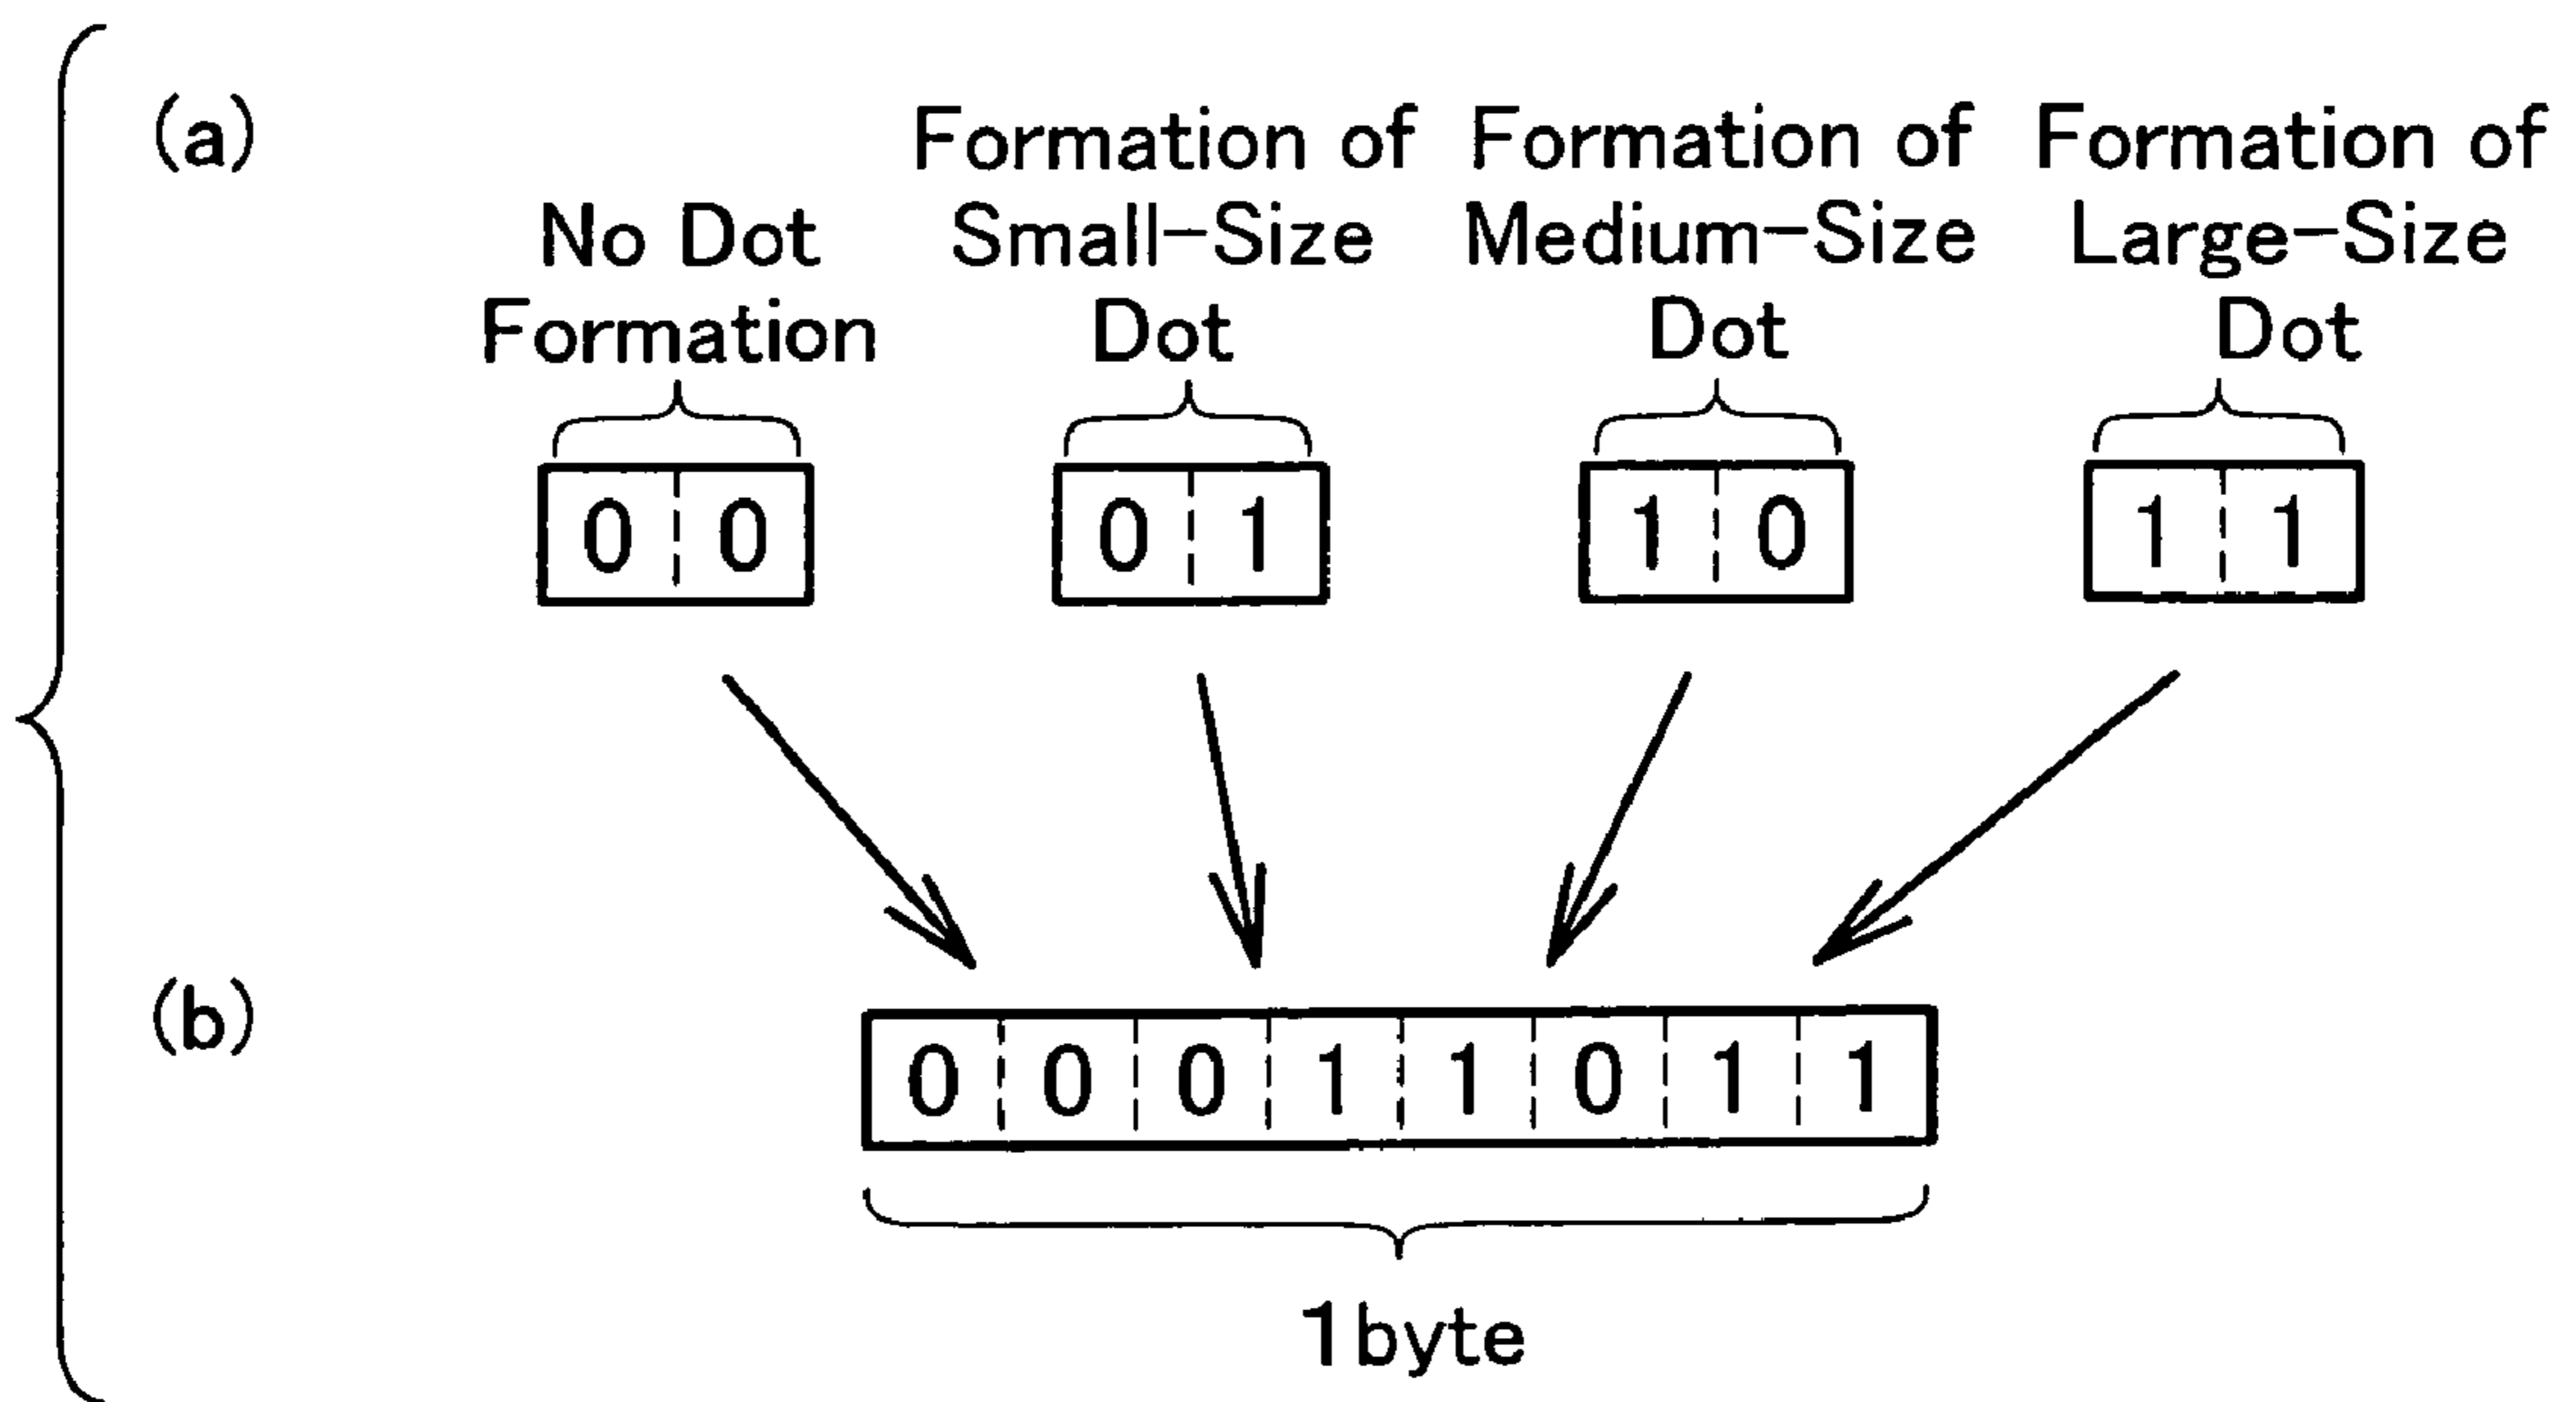 (a)
No Dot
Formation
Formation of
Small-Size
Dot
Formation of
Medium-Size
Dot
Formation of
Large-Size
Dot
0 0
0 1
1 0
1 1
(b)
0 0 0 1 1 0 1 1
1byte